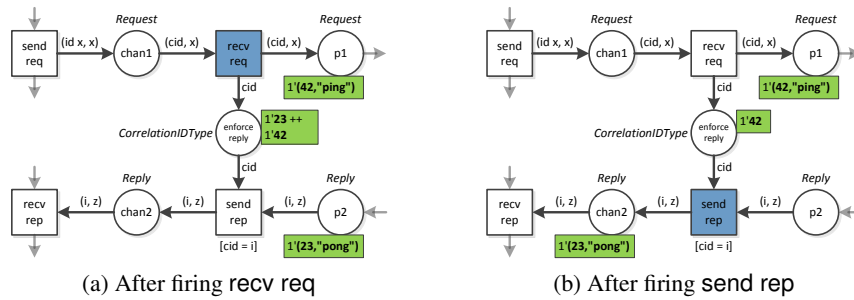 Request
Request
send
req
(id x, x)
chan1
(cid, x)
recv
req
(cid, x)
p1
1'(42,"ping")
cid
CorrelationIDType
enforce
reply
1'23 ++
1'42
cid
Reply
Reply
recv
rep
(i, z)
chan2
(i, z)
send
rep
(i, z)
p2
[cid = i]
1'(23,"pong")
(a) After firing recv req
Request
Request
send
req
(id x, x)
chan1
(cid, x)
recv
req
(cid, x)
p1
1'(42,"ping")
cid
CorrelationIDType
enforce
reply
1'42
cid
Reply
Reply
recv
rep
(i, z)
chan2
(i, z)
send
rep
(i, z)
p2
1'(23,"pong")
[cid = i]
(b) After firing send rep